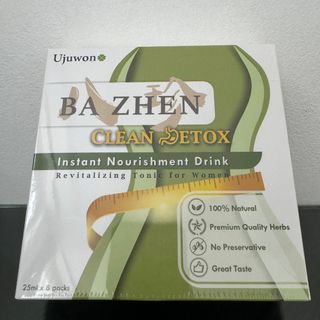 Ujuwon
BA ZHEN
CLEAN DETOX
Instant Nourishment Drink
Revitalizing Tonic for Women
100% Natural
Premium Quality Herbs
No Preservative
Great Taste
25ml x 6 packs